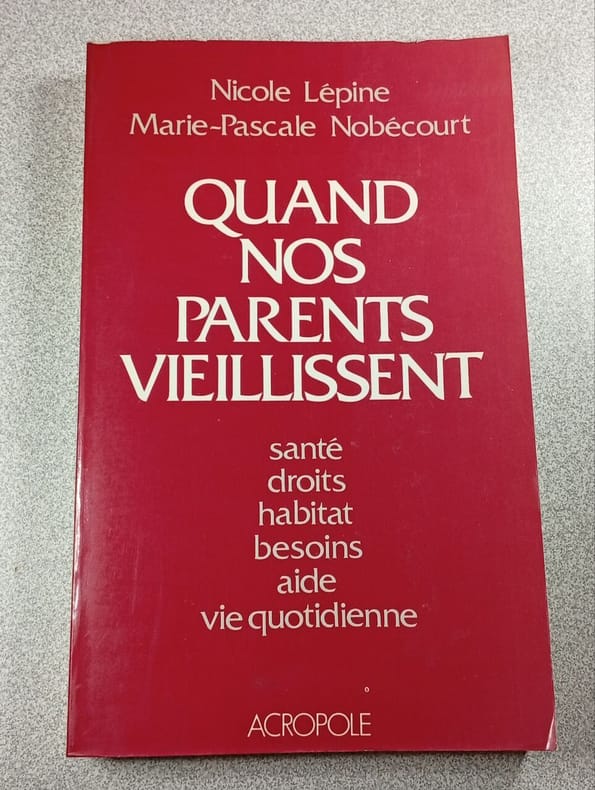 Nicole Lépine
Marie-Pascale Nobécourt
QUAND
NOS
PARENTS
VIEILLISSENT
santé
droits
habitat
besoins
aide
vie quotidienne
ACROPOLE